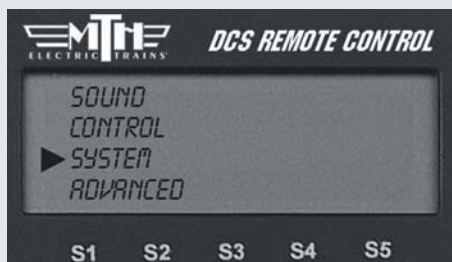 MTH DCS REMOTE CONTROL
ELECTRIC TRAINS
SOUND
CONTROL
SYSTEM
ADVANCED
S1 S2 S3 S4 S5